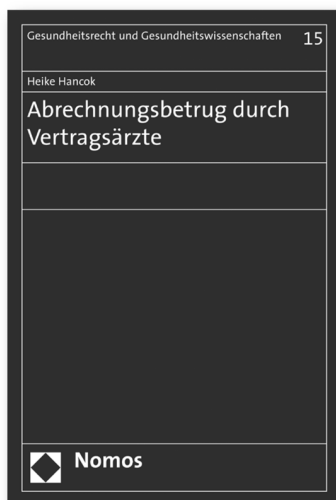 Gesundheitsrecht und Gesundheitswissenschaften 15
Heike Hancok
Abrechnungsbetrug durch
Vertragsärzte
Nomos